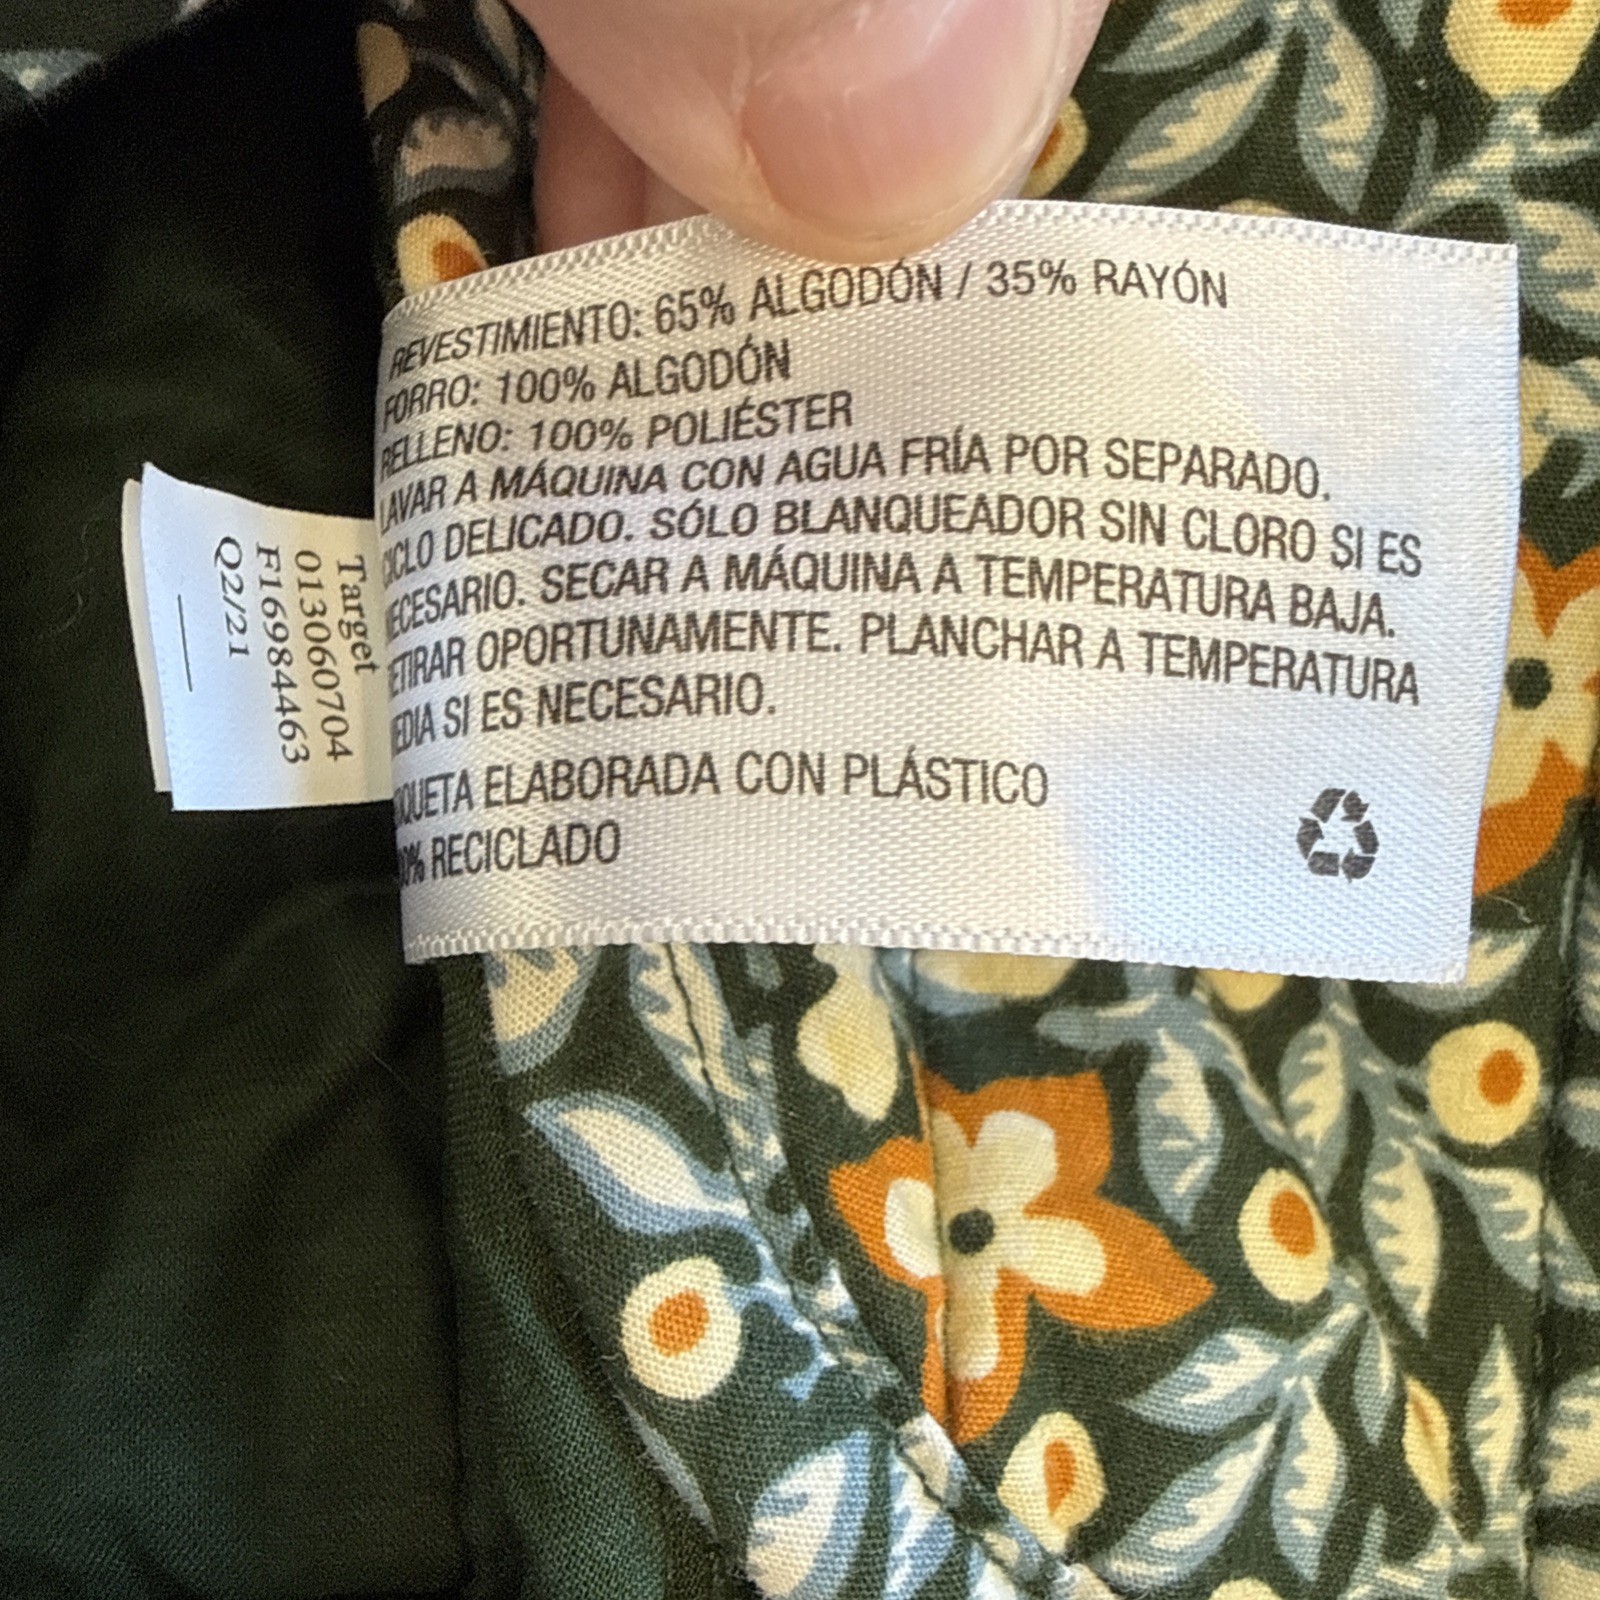 REVESTIMIENTO: 65% ALGODÓN / 35% RAYÓN
FORRO: 100% ALGODÓN
RELLENO: 100% POLIÉSTER
LAVAR A MÁQUINA CON AGUA FRÍA POR SEPARADO.
CICLO DELICADO. SÓLO BLANQUEADOR SIN CLORO SI ES
NECESARIO. SECAR A MÁQUINA A TEMPERATURA BAJA.
RETIRAR OPORTUNAMENTE. PLANCHAR A TEMPERATURA
MEDIA SI ES NECESARIO.
ELABORADA CON PLÁSTICO
RECICLADO
Target
013060704
F16984463
Q2/21